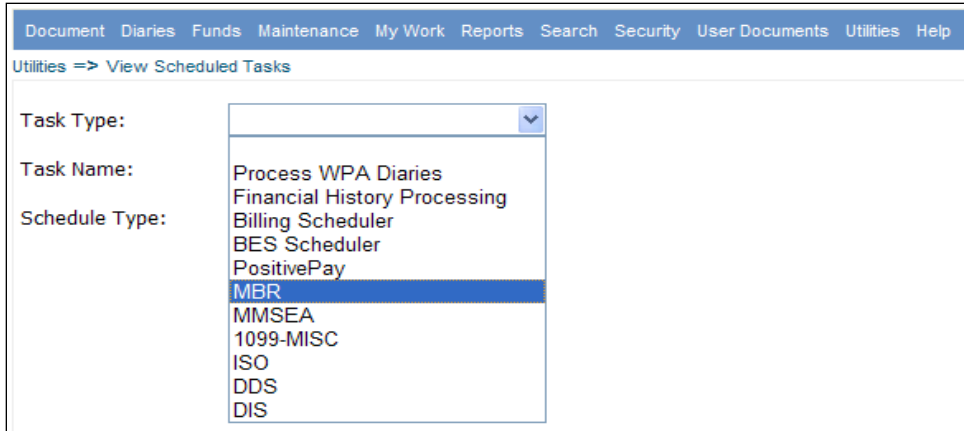 Document Diaries Funds Maintenance My Work Reports Search Security User Documents Utilities Help
Utilities => View Scheduled Tasks
Task Type:
Task Name:
Schedule Type:
Process WPA Diaries
Financial History Processing
Billing Scheduler
BES Scheduler
PositivePay
MBR
MMSEA
1099-MISC
ISO
DDS
DIS